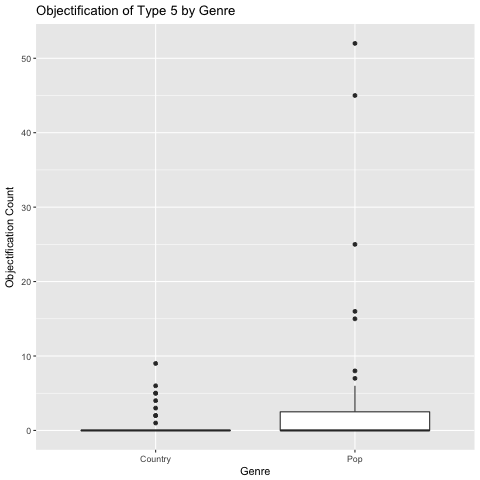 Objectification of Type 5 by Genre
Objectification Count
50
40
30
20
10
0
Country
Pop
Genre